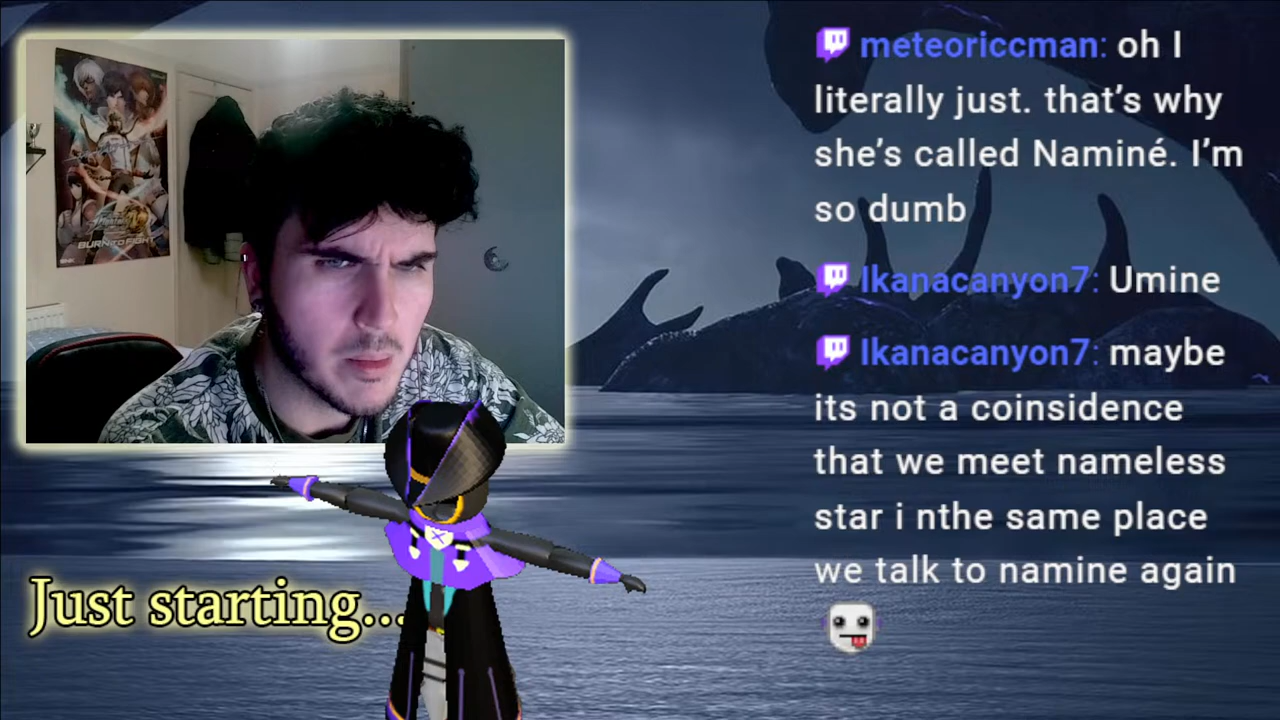 meteoriccman: oh I
literally just. that’s why
she’s called Naminé. I’m
so dumb
Ikanacanyon7: Umine
Ikanacanyon7: maybe
its not a coinsidence
that we meet nameless
star i nthe same place
we talk to namine again
BURN TO FIGHT
Just starting...